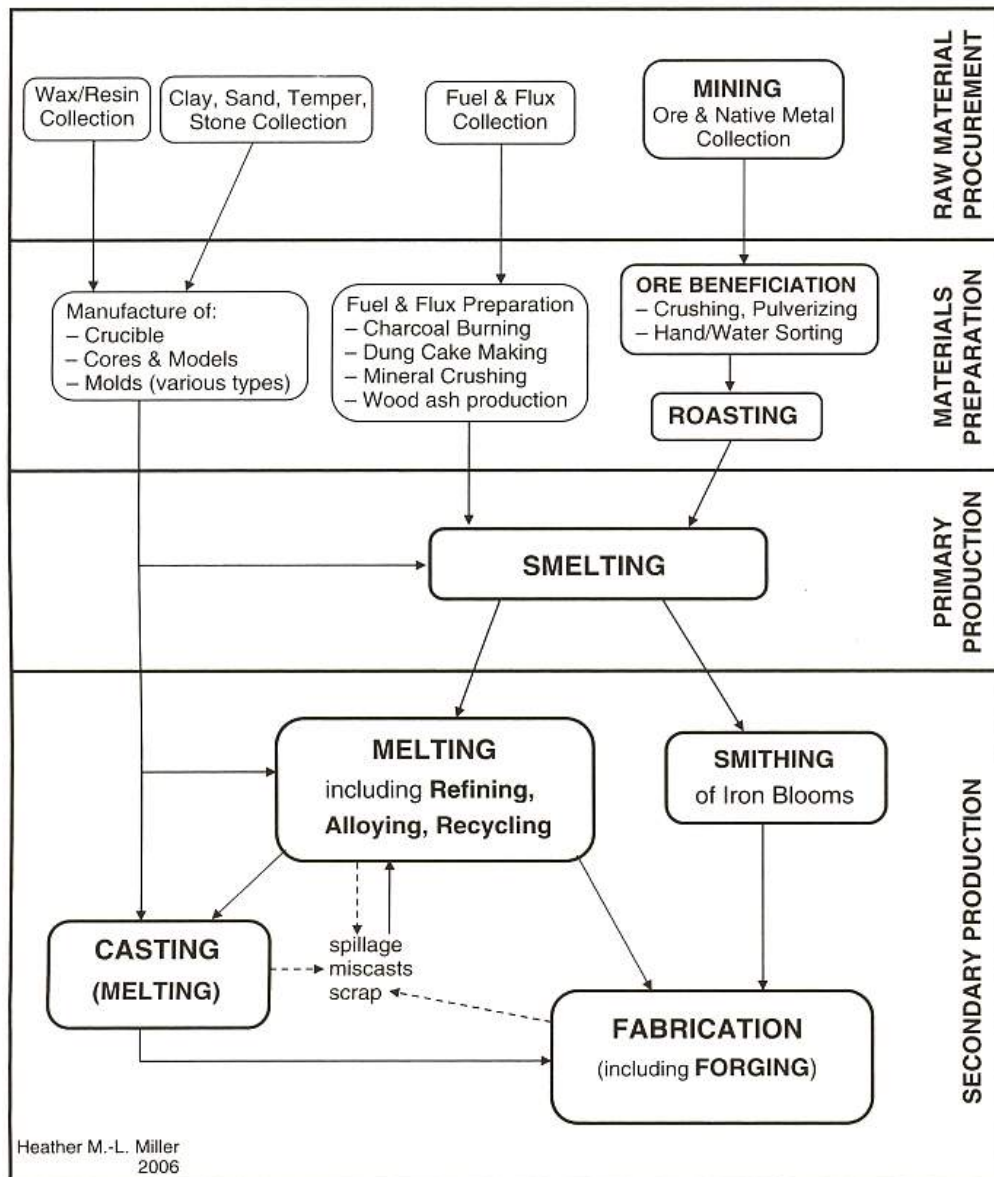 Wax/Resin
Collection
Clay, Sand, Temper,
Stone Collection
Fuel & Flux
Collection
MINING
Ore & Native Metal
Collection
RAW MATERIAL
PROCUREMENT
Manufacture of:
– Crucible
– Cores & Models
– Molds (various types)
Fuel & Flux Preparation
– Charcoal Burning
– Dung Cake Making
– Mineral Crushing
– Wood ash production
ORE BENEFICIATION
– Crushing, Pulverizing
– Hand/Water Sorting
ROASTING
MATERIALS
PREPARATION
SMELTING
PRIMARY
PRODUCTION
MELTING
including Refining,
Alloying, Recycling
SMITHING
of Iron Blooms
CASTING
(MELTING)
spillage
miscasts
scrap
FABRICATION
(including FORGING)
SECONDARY PRODUCTION
Heather M.-L. Miller
2006